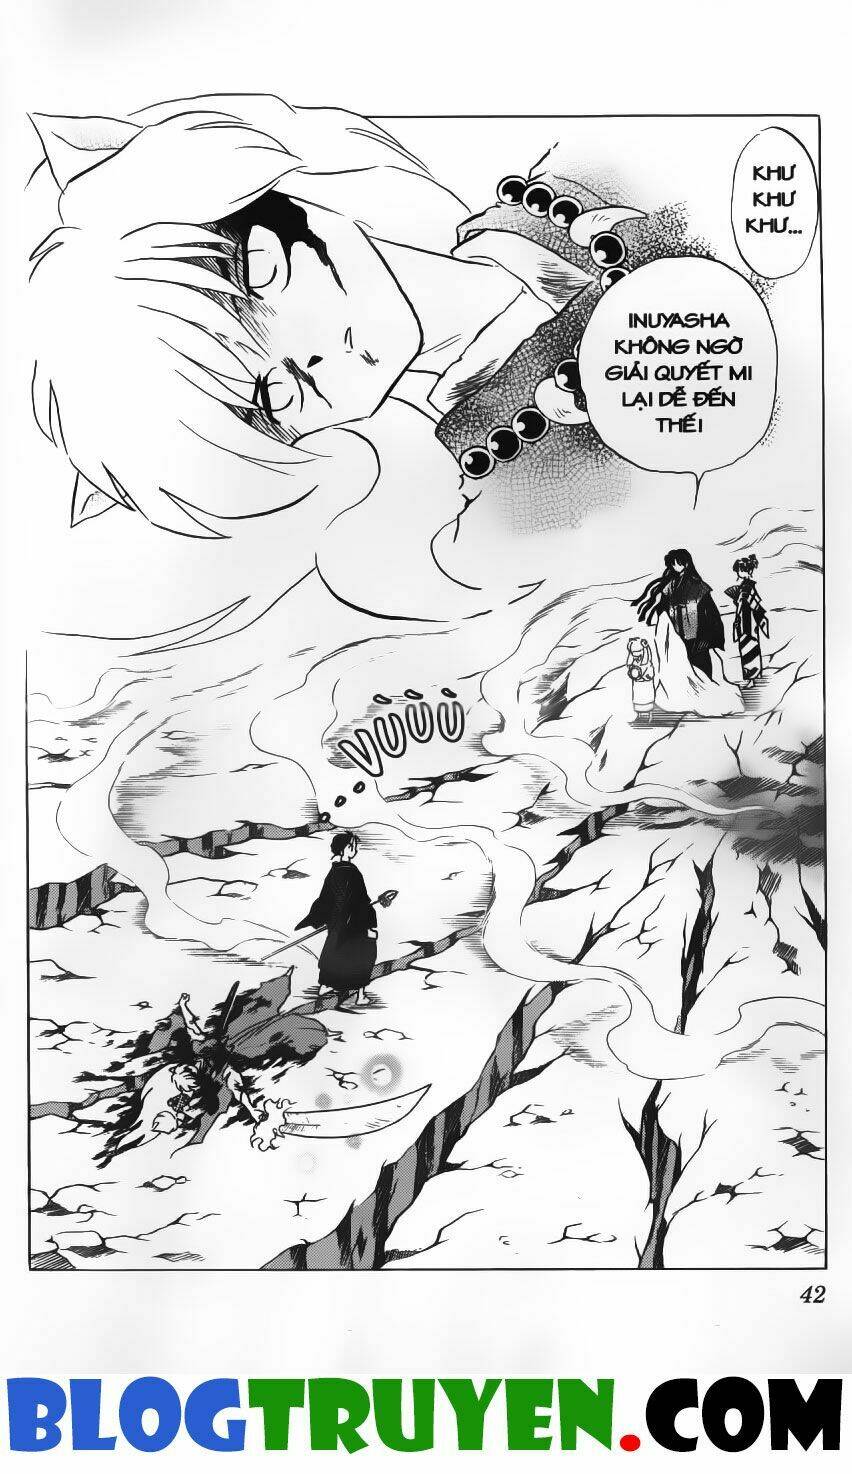 KHƯ
KHƯ
KHƯ...
INUYASHA
KHÔNG NGỜ
GIẢI QUYẾT MI
LẠI DỄ ĐẾN
THẾ!
VÙÙÙ
42
BLOGTRUYEN.COM